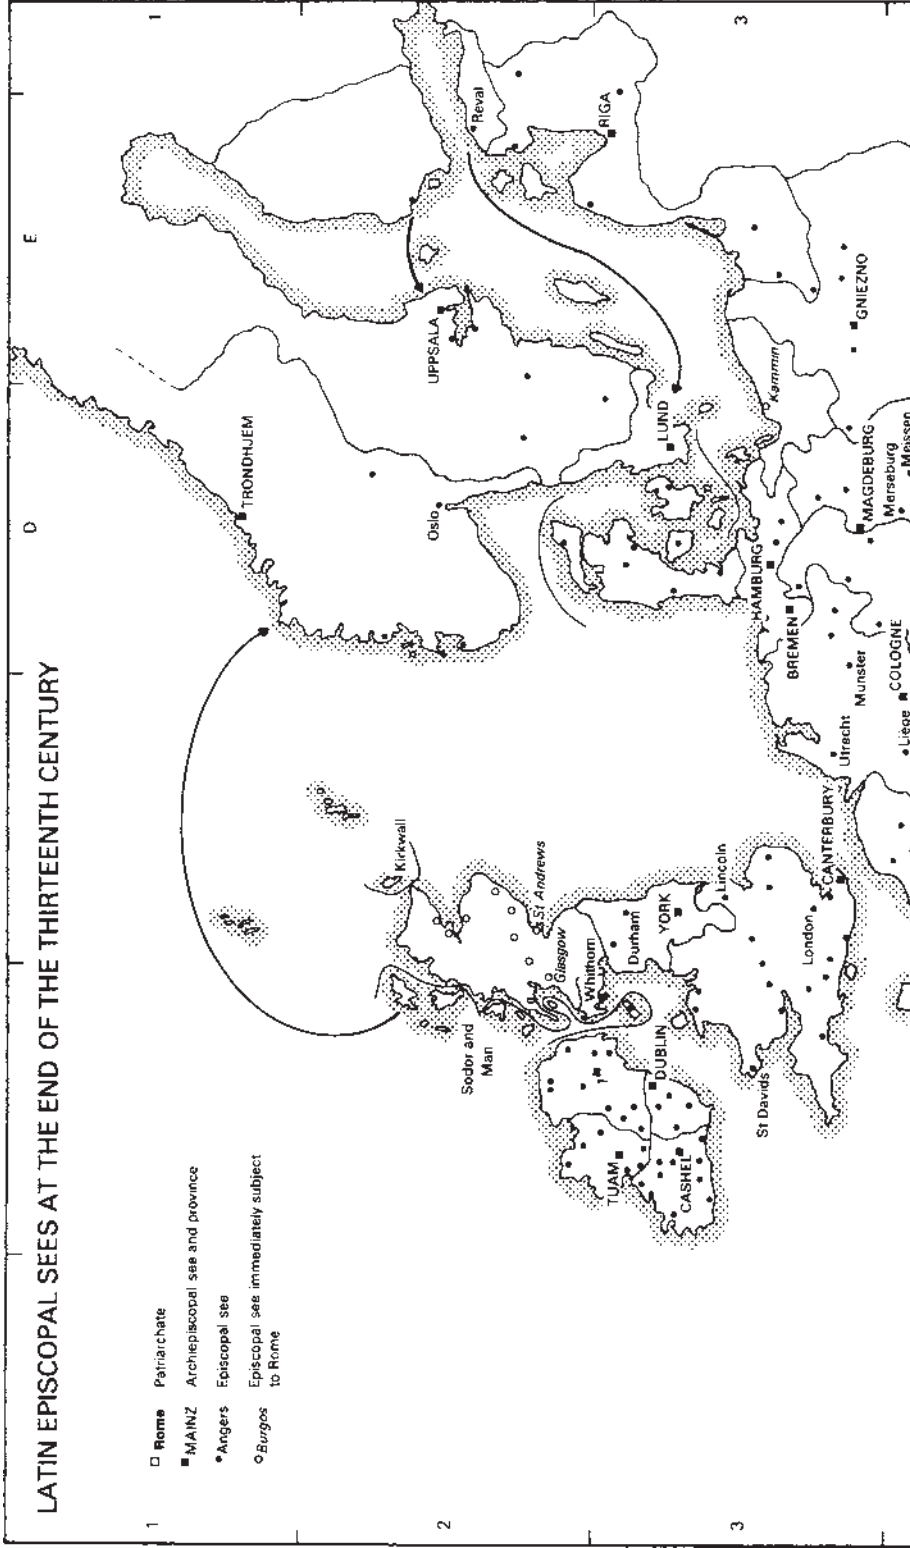 LATIN EPISCOPAL SEES AT THE END OF THE THIRTEENTH CENTURY
Rome Patriarchate
MAINZ Archiepiscopal see and province
Angers Episcopal see
Burgos Episcopal see immediately subject
to Rome
D
E
1
1
2
3
3
TRONDHJEM
UPPSALA
Oslo
Reval
RIGA
LUND
Kirkwall
Sodor and
Man
St Andrews
Glasgow
Whithorn
Durham
YORK
Lincoln
DUBLIN
TUAM
CASHEL
St Davids
London
CANTERBURY
HAMBURG
BREMEN
Utrecht
Munster
Liege
COLOGNE
MAGDEBURG
Merseburg
Meissen
Kammin
GNIEZNO